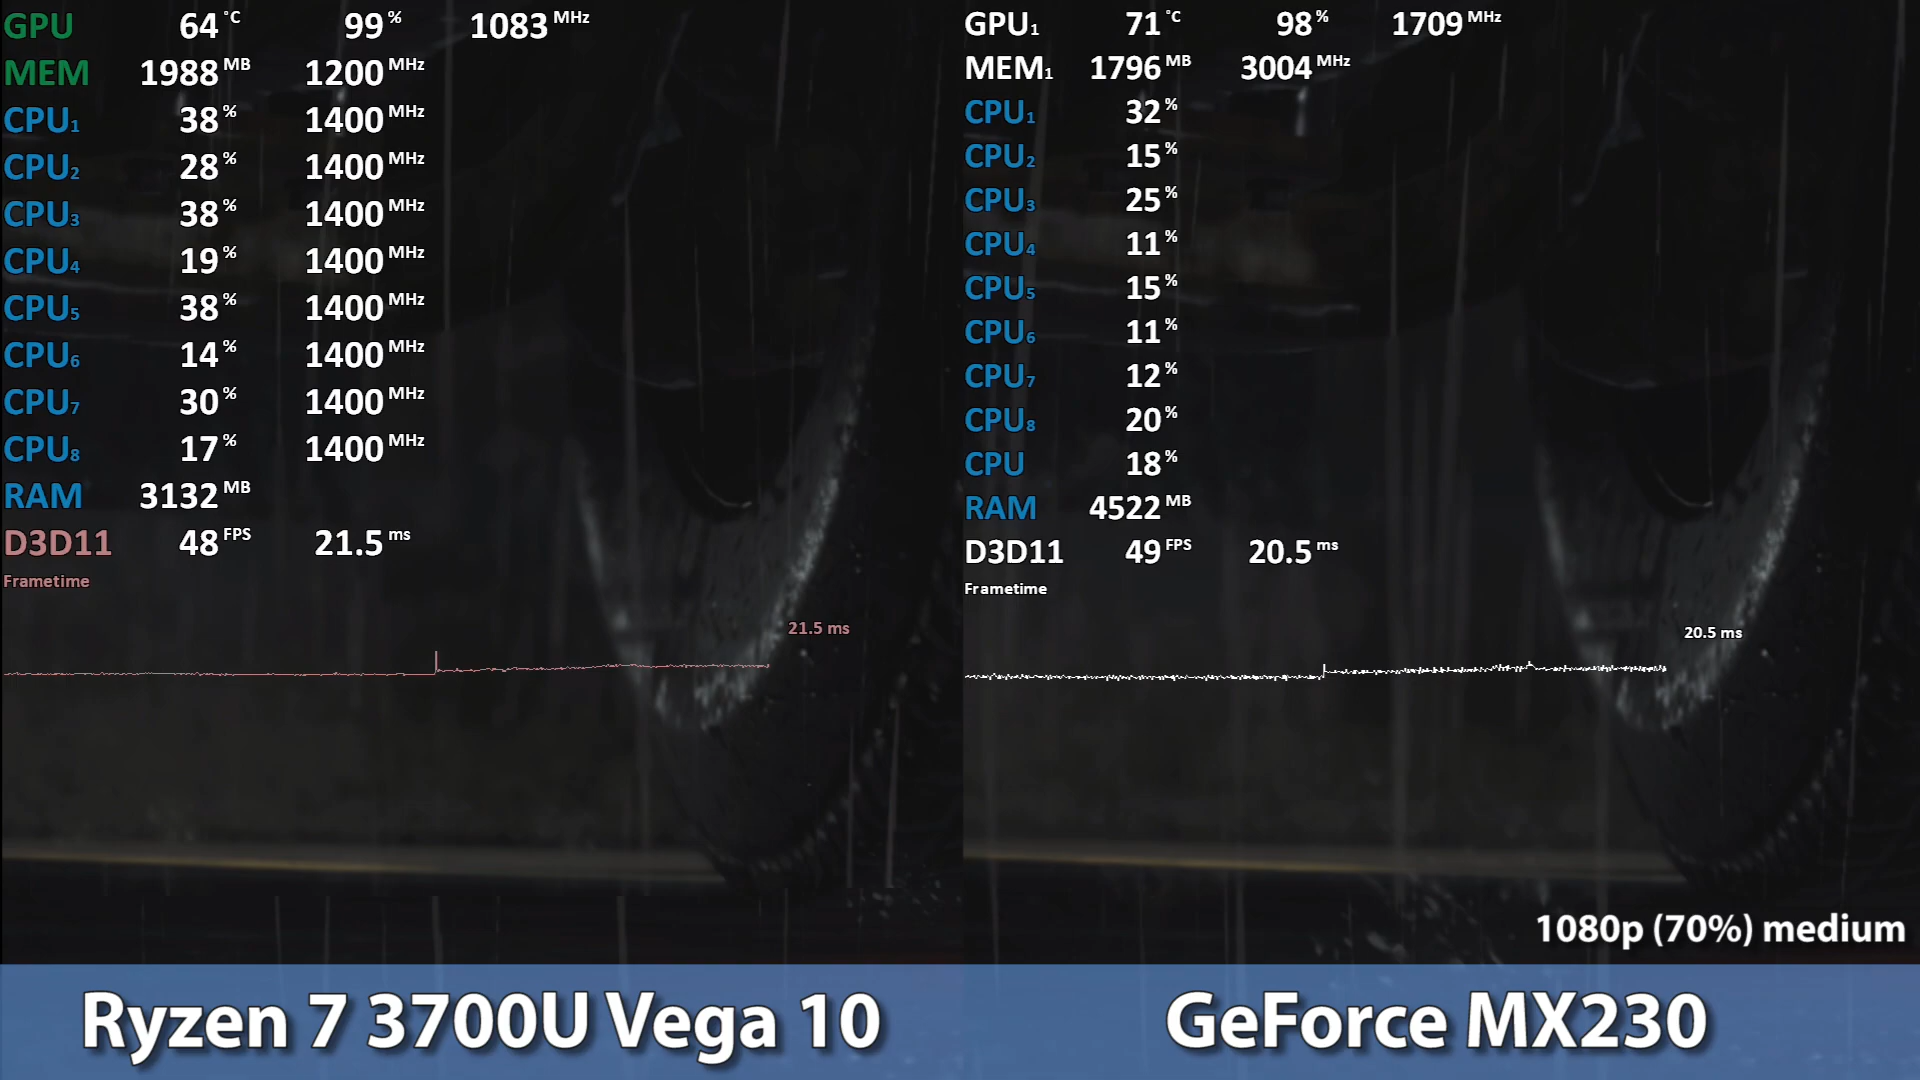 GPU 64 °C 99 % 1083 MHz
MEM 1988 MB 1200 MHz
CPU1 38 % 1400 MHz
CPU2 28 % 1400 MHz
CPU3 38 % 1400 MHz
CPU4 19 % 1400 MHz
CPU5 38 % 1400 MHz
CPU6 14 % 1400 MHz
CPU7 30 % 1400 MHz
CPU8 17 % 1400 MHz
RAM 3132 MB
D3D11 48 FPS 21.5 ms
Frametime
21.5 ms
GPU1 71 °C 98 % 1709 MHz
MEM1 1796 MB 3004 MHz
CPU1 32 %
CPU2 15 %
CPU3 25 %
CPU4 11 %
CPU5 15 %
CPU6 11 %
CPU7 12 %
CPU8 20 %
CPU 18 %
RAM 4522 MB
D3D11 49 FPS 20.5 ms
Frametime
20.5 ms
1080p (70%) medium
Ryzen 7 3700U Vega 10
GeForce MX230